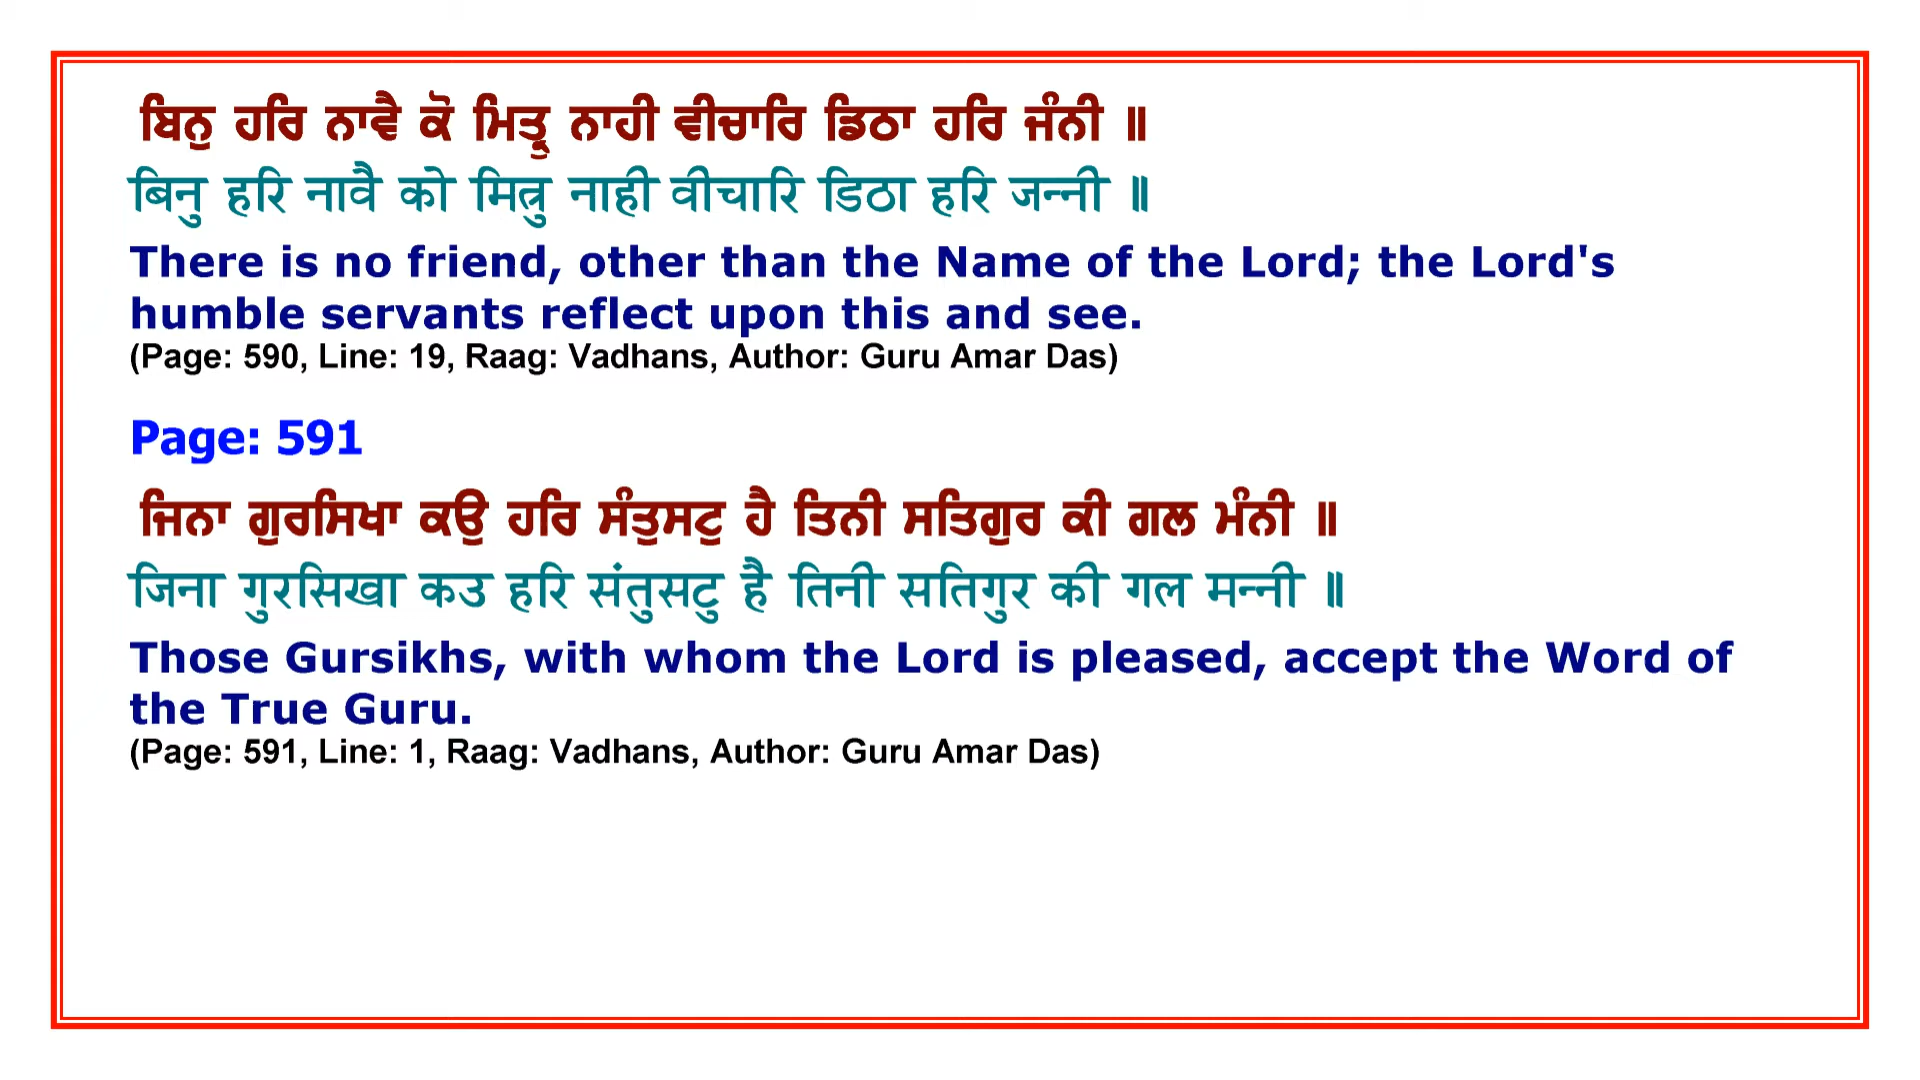 ਬਿਨੁ ਹਰਿ ਨਾਵੈ ਕੋ ਮਿਤ੍ਰੁ ਨਾਹੀ ਵੀਚਾਰਿ ਡਿਠਾ ਹਰਿ ਜੰਨੀ ॥
बिनु हरि नावै को मित्रु नाही वीचारि डिठा हरि जन्नी ॥
There is no friend, other than the Name of the Lord; the Lord's
humble servants reflect upon this and see.
(Page: 590, Line: 19, Raag: Vadhans, Author: Guru Amar Das)
Page: 591
ਜਿਨਾ ਗੁਰਸਿਖਾ ਕਉ ਹਰਿ ਸੰਤੁਸਟੁ ਹੈ ਤਿਨੀ ਸਤਿਗੁਰ ਕੀ ਗਲ ਮੰਨੀ ॥
जिना गुरसिखा कउ हरि संतुसटु है तिनी सतिगुर की गल मन्नी ॥
Those Gursikhs, with whom the Lord is pleased, accept the Word of
the True Guru.
(Page: 591, Line: 1, Raag: Vadhans, Author: Guru Amar Das)